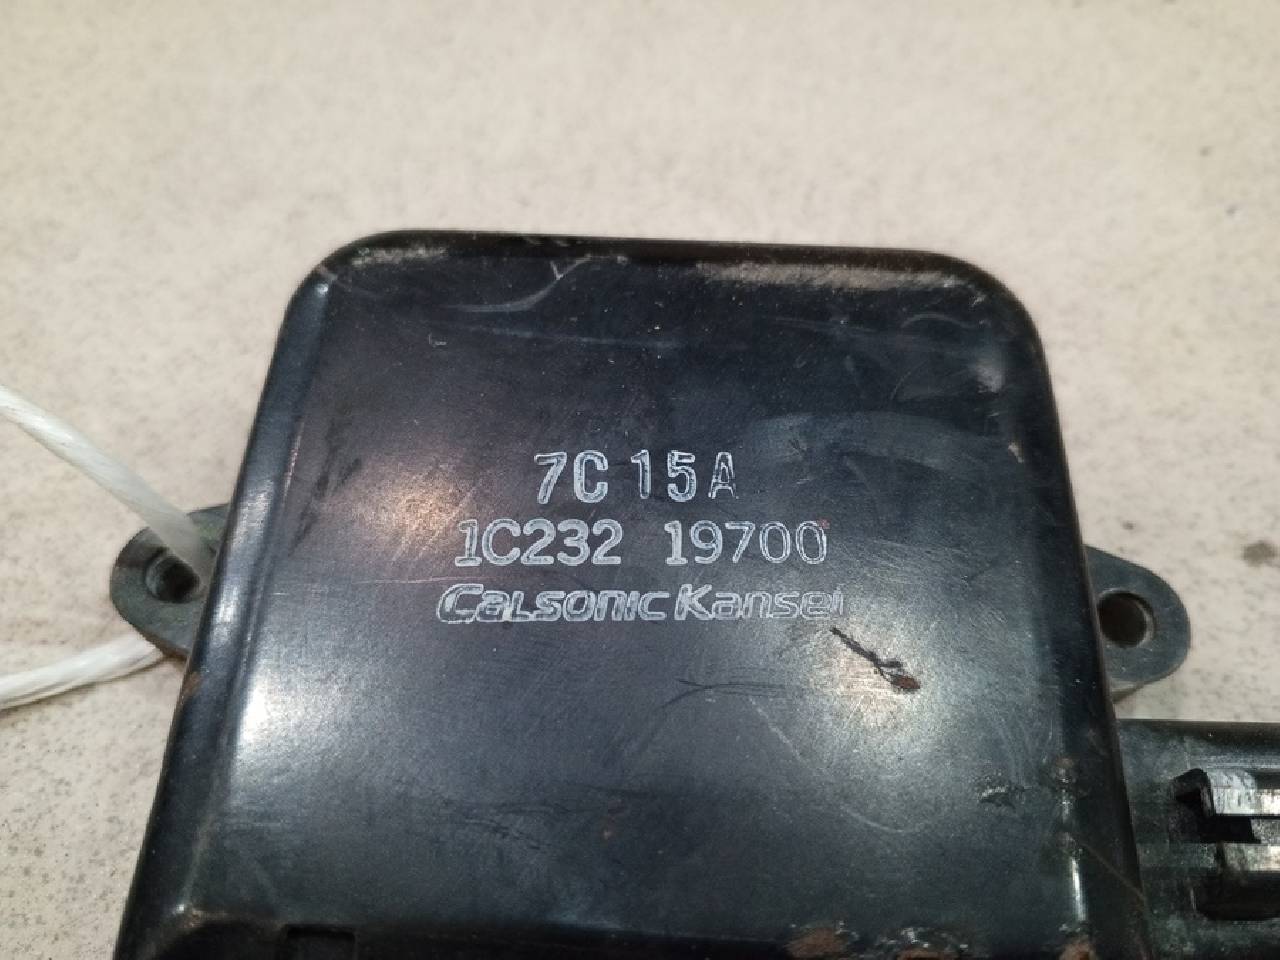 7C 15A
1C232 19700
CALSONIC Kansei